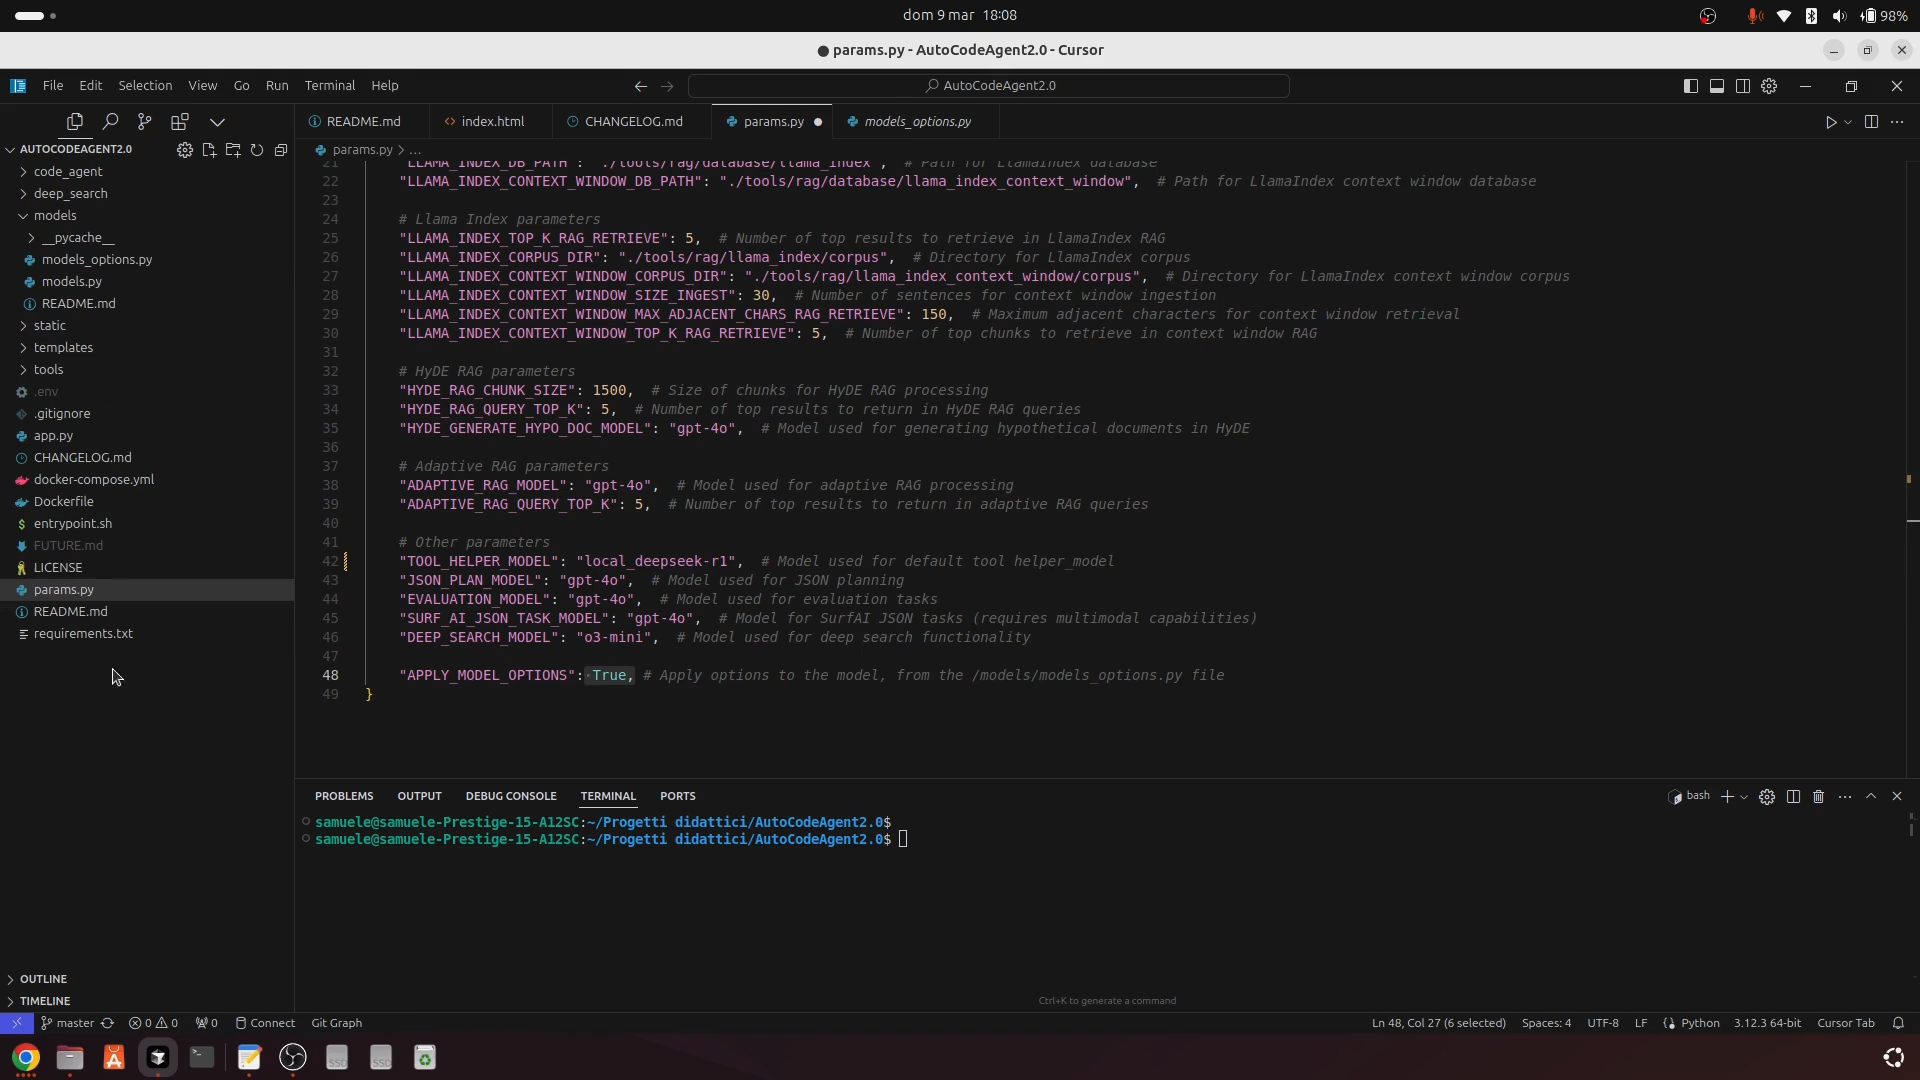 dom 9 mar 18:08
98%
● params.py - AutoCodeAgent2.0 - Cursor
File Edit Selection View Go Run Terminal Help
AutoCodeAgent2.0
README.md
index.html
CHANGELOG.md
params.py
models_options.py
AUTOCODEAGENT2.0
code_agent
deep_search
models
__pycache__
models_options.py
models.py
README.md
static
templates
tools
.env
.gitignore
app.py
CHANGELOG.md
docker-compose.yml
Dockerfile
entrypoint.sh
FUTURE.md
LICENSE
params.py
README.md
requirements.txt
OUTLINE
TIMELINE
params.py > ...
21 "LLAMA_INDEX_DB_PATH": "./tools/rag/database/llama_index", # Path for LlamaIndex database
22 "LLAMA_INDEX_CONTEXT_WINDOW_DB_PATH": "./tools/rag/database/llama_index_context_window", # Path for LlamaIndex context window database
23
24 # Llama Index parameters
25 "LLAMA_INDEX_TOP_K_RAG_RETRIEVE": 5, # Number of top results to retrieve in LlamaIndex RAG
26 "LLAMA_INDEX_CORPUS_DIR": "./tools/rag/llama_index/corpus", # Directory for LlamaIndex corpus
27 "LLAMA_INDEX_CONTEXT_WINDOW_CORPUS_DIR": "./tools/rag/llama_index_context_window/corpus", # Directory for LlamaIndex context window corpus
28 "LLAMA_INDEX_CONTEXT_WINDOW_SIZE_INGEST": 30, # Number of sentences for context window ingestion
29 "LLAMA_INDEX_CONTEXT_WINDOW_MAX_ADJACENT_CHARS_RAG_RETRIEVE": 150, # Maximum adjacent characters for context window retrieval
30 "LLAMA_INDEX_CONTEXT_WINDOW_TOP_K_RAG_RETRIEVE": 5, # Number of top chunks to retrieve in context window RAG
31
32 # HyDE RAG parameters
33 "HYDE_RAG_CHUNK_SIZE": 1500, # Size of chunks for HyDE RAG processing
34 "HYDE_RAG_QUERY_TOP_K": 5, # Number of top results to return in HyDE RAG queries
35 "HYDE_GENERATE_HYPO_DOC_MODEL": "gpt-4o", # Model used for generating hypothetical documents in HyDE
36
37 # Adaptive RAG parameters
38 "ADAPTIVE_RAG_MODEL": "gpt-4o", # Model used for adaptive RAG processing
39 "ADAPTIVE_RAG_QUERY_TOP_K": 5, # Number of top results to return in adaptive RAG queries
40
41 # Other parameters
42 "TOOL_HELPER_MODEL": "local_deepseek-r1", # Model used for default tool helper_model
43 "JSON_PLAN_MODEL": "gpt-4o", # Model used for JSON planning
44 "EVALUATION_MODEL": "gpt-4o", # Model used for evaluation tasks
45 "SURF_AI_JSON_TASK_MODEL": "gpt-4o", # Model for SurfAI JSON tasks (requires multimodal capabilities)
46 "DEEP_SEARCH_MODEL": "o3-mini", # Model used for deep search functionality
47
48 "APPLY_MODEL_OPTIONS": True, # Apply options to the model, from the /models/models_options.py file
49 }
PROBLEMS OUTPUT DEBUG CONSOLE TERMINAL PORTS
bash
samuele@samuele-Prestige-15-A12SC:~/Progetti didattici/AutoCodeAgent2.0$
samuele@samuele-Prestige-15-A12SC:~/Progetti didattici/AutoCodeAgent2.0$
Ctrl+K to generate a command
master 0 0 0 Connect Git Graph
Ln 48, Col 27 (6 selected) Spaces: 4 UTF-8 LF Python 3.12.3 64-bit Cursor Tab
SSD SSD